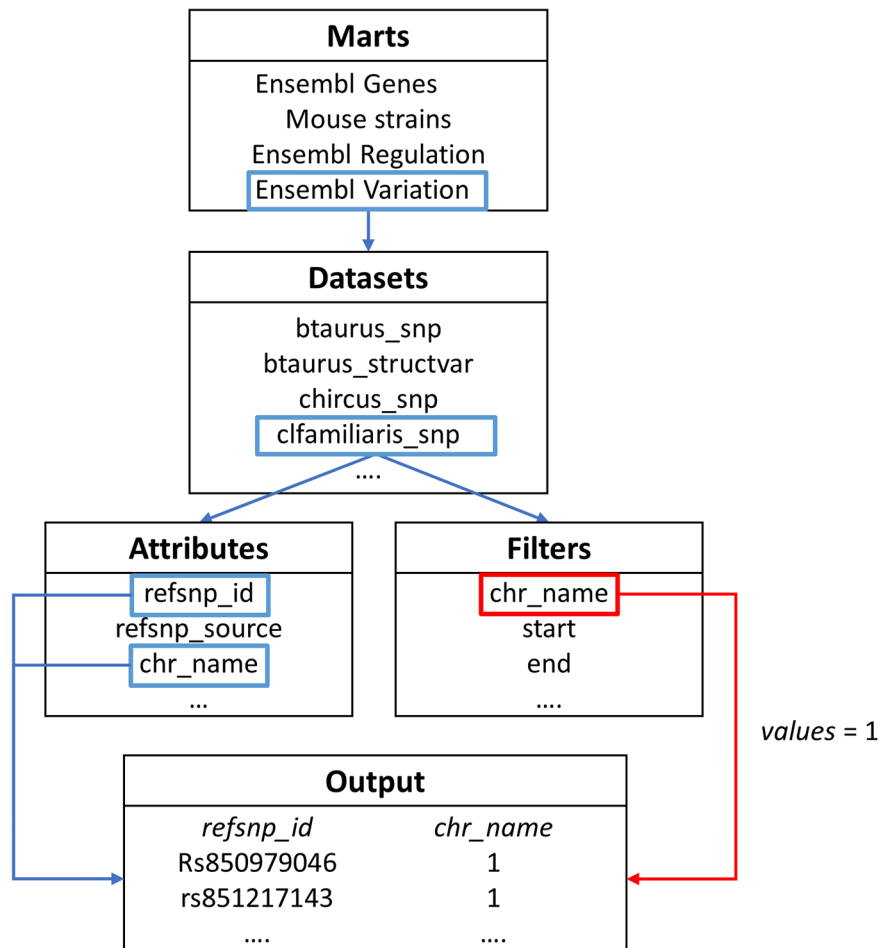 Marts
Ensembl Genes
Mouse strains
Ensembl Regulation
Ensembl Variation
Datasets
btaurus_snp
btaurus_structvar
chircus_snp
clfamiliaris_snp
....
Attributes
refsnp_id
refsnp_source
chr_name
...
Filters
chr_name
start
end
....
values = 1
Output
refsnp_id chr_name
Rs850979046 1
rs851217143 1
.... ....